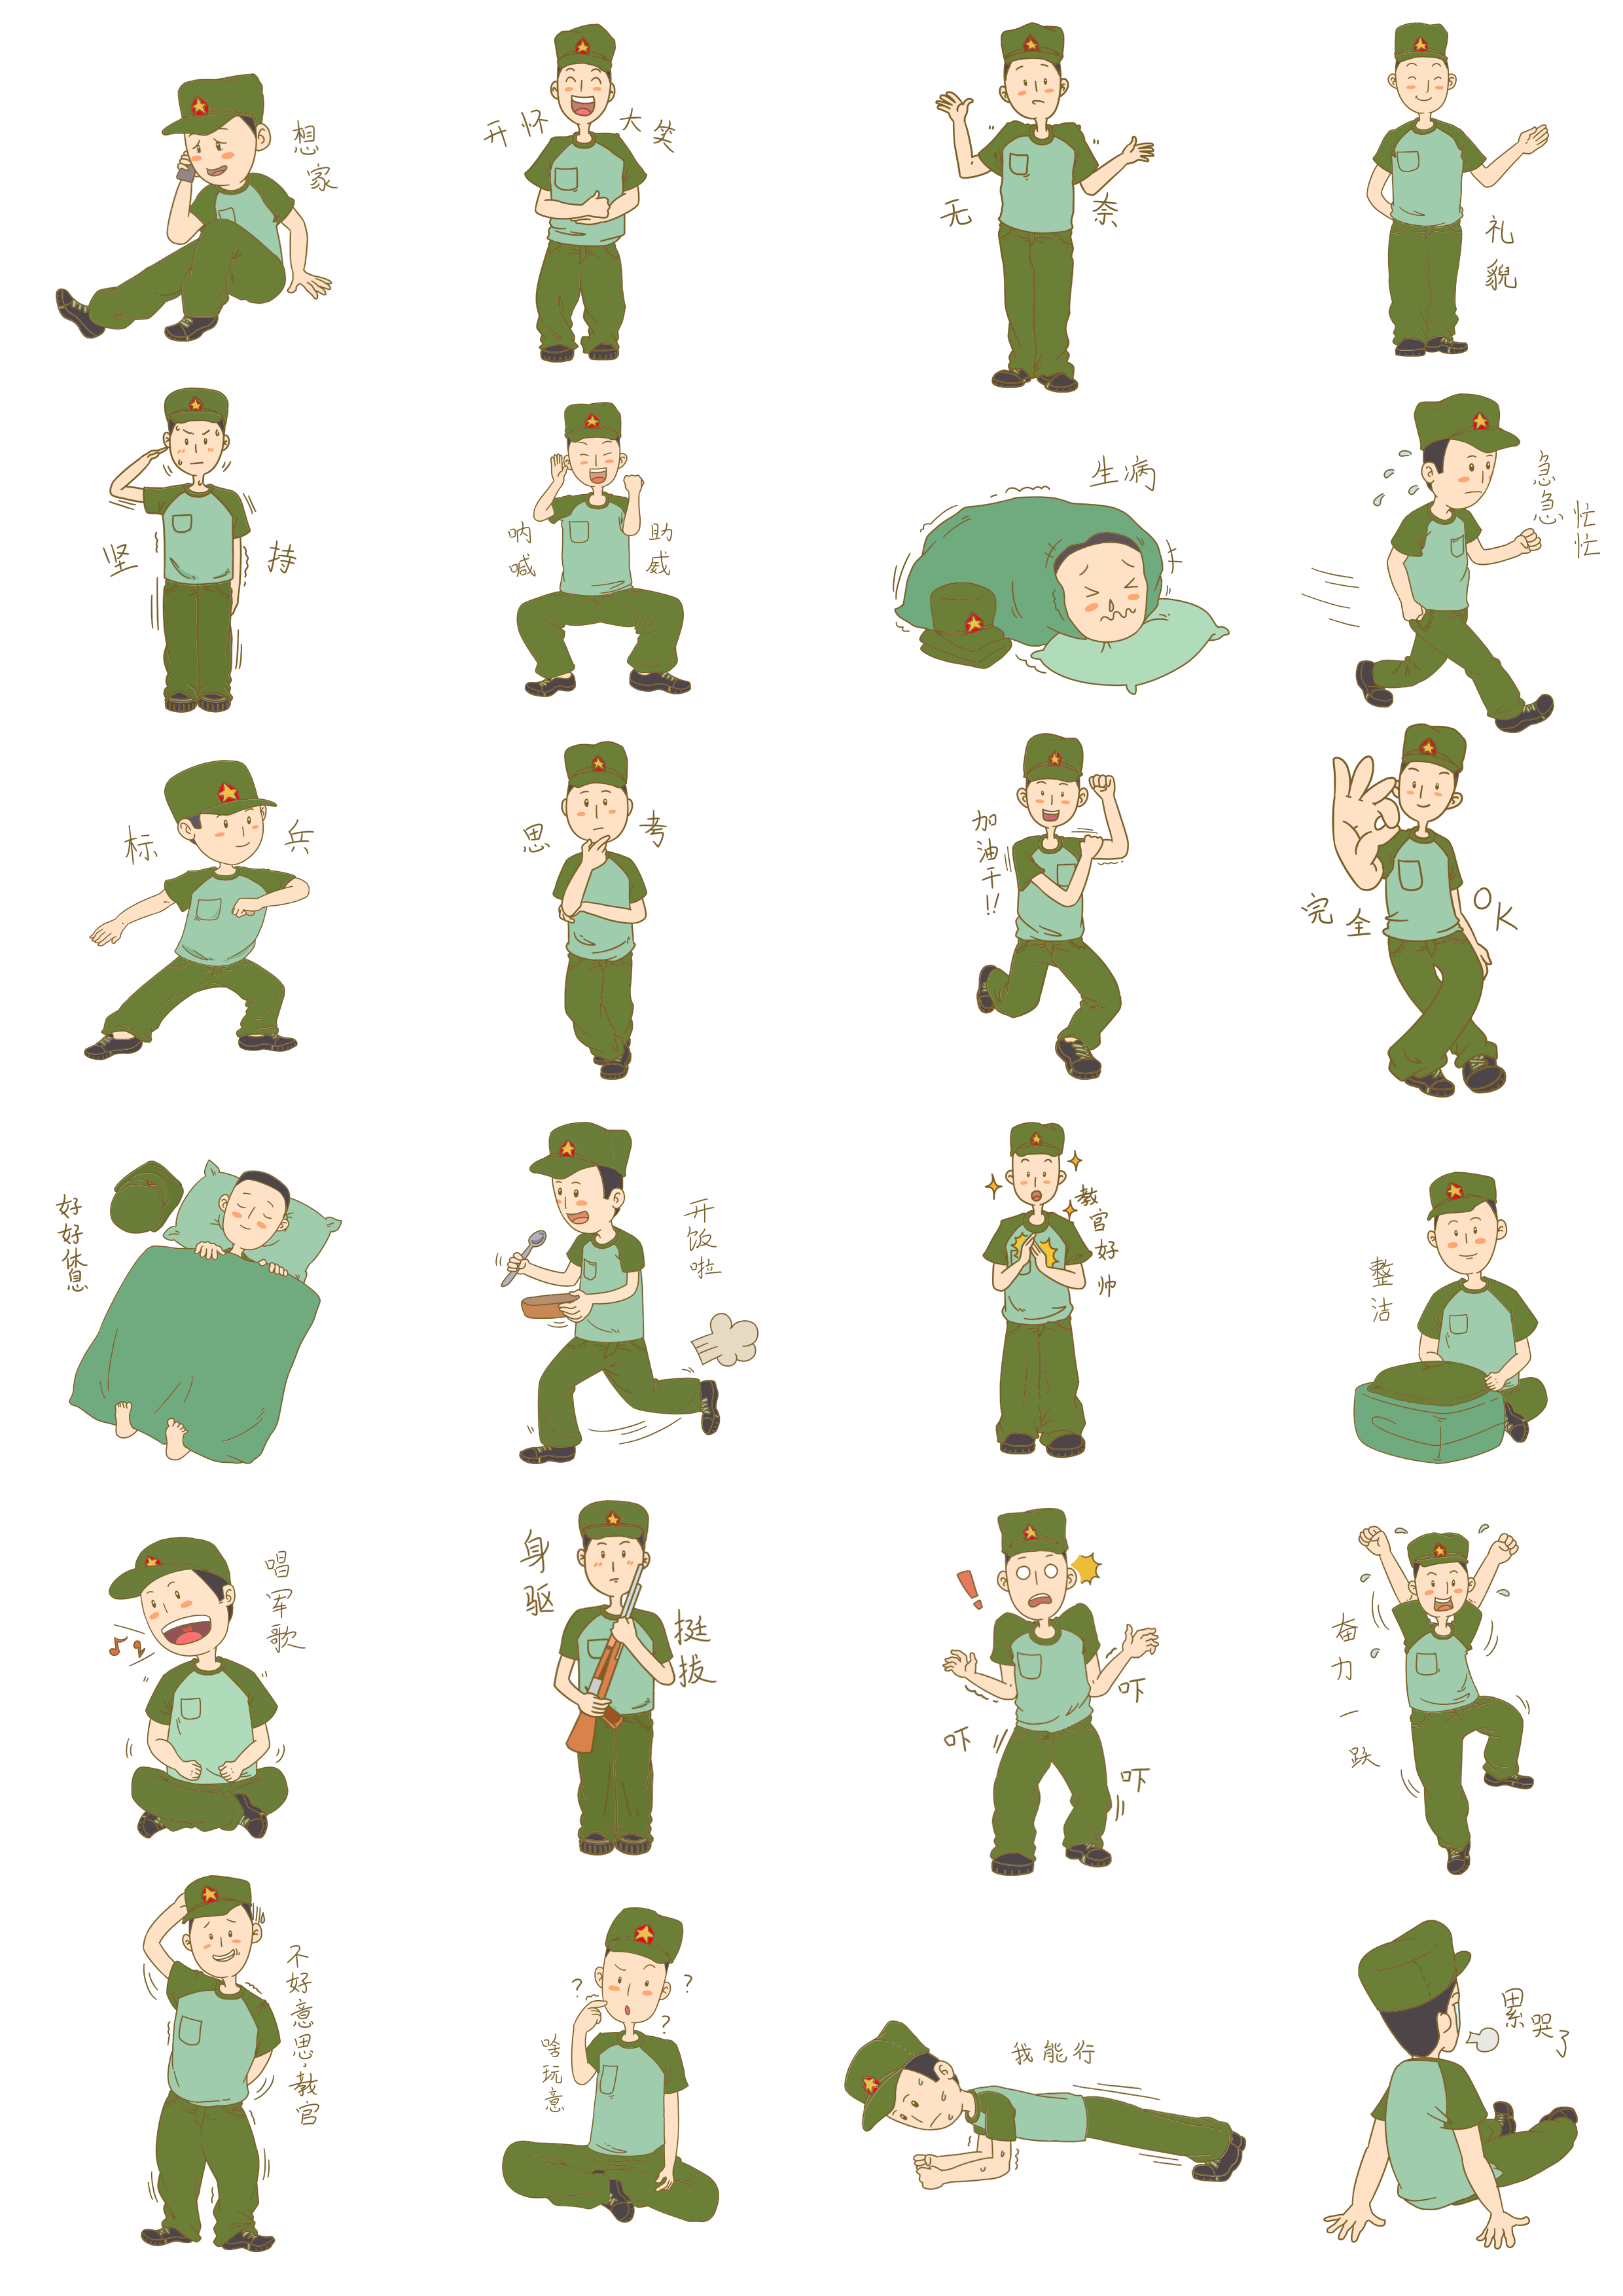 想家
开怀大笑
无奈
礼貌
坚持
呐喊
助威
生病
急急
忙忙
标兵
思考
加油干!!
完全OK
好好休息
开饭啦
教官好帅
整洁
唱军歌
身驱
挺拔
!
吓
吓
吓
奋力一跃
不好意思,教官
? ? ?
啥玩意
我能行
累哭了